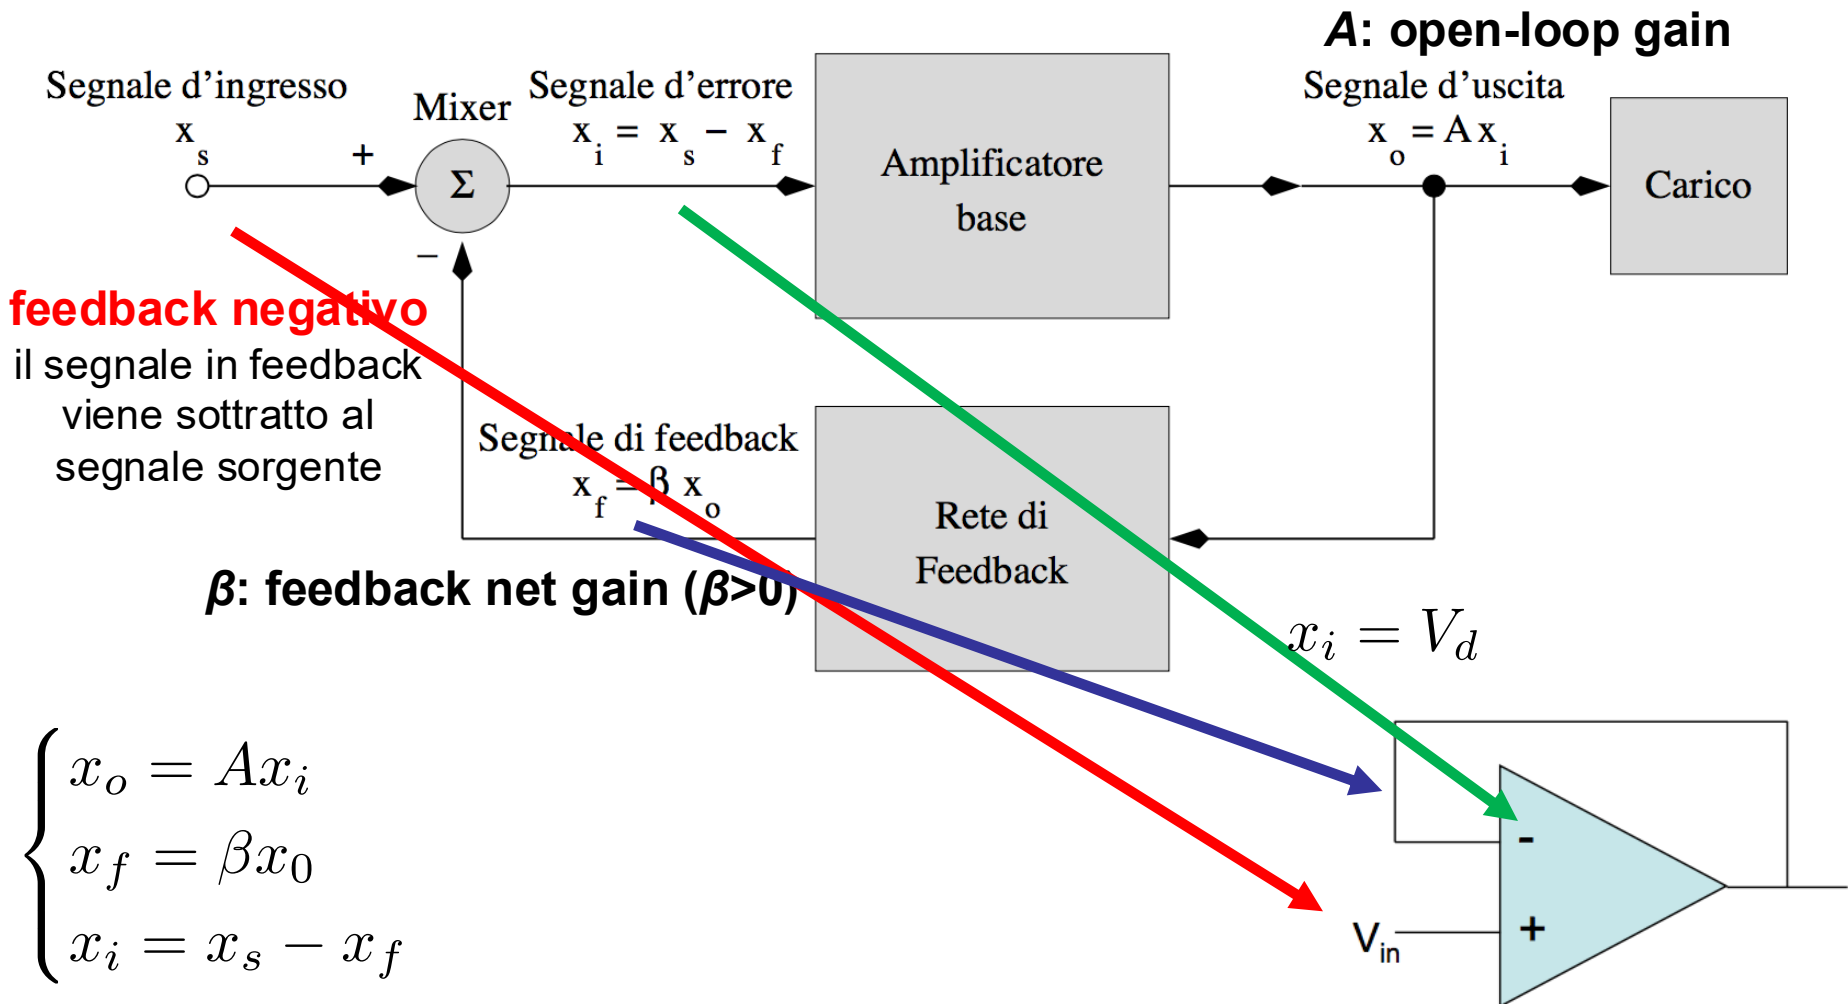 A: open-loop gain
Segnale d'ingresso
x_s
+
Mixer
Σ
−
Segnale d'errore
x_i = x_s − x_f
Amplificatore
base
Segnale d'uscita
x_o = A x_i
Carico
feedback negativo
il segnale in feedback
viene sottratto al
segnale sorgente
Segnale di feedback
x_f = β x_o
Rete di
Feedback
β: feedback net gain (β>0)
x_i = V_d
x_o = Ax_i
x_f = βx_0
x_i = x_s − x_f
-
+
V_in